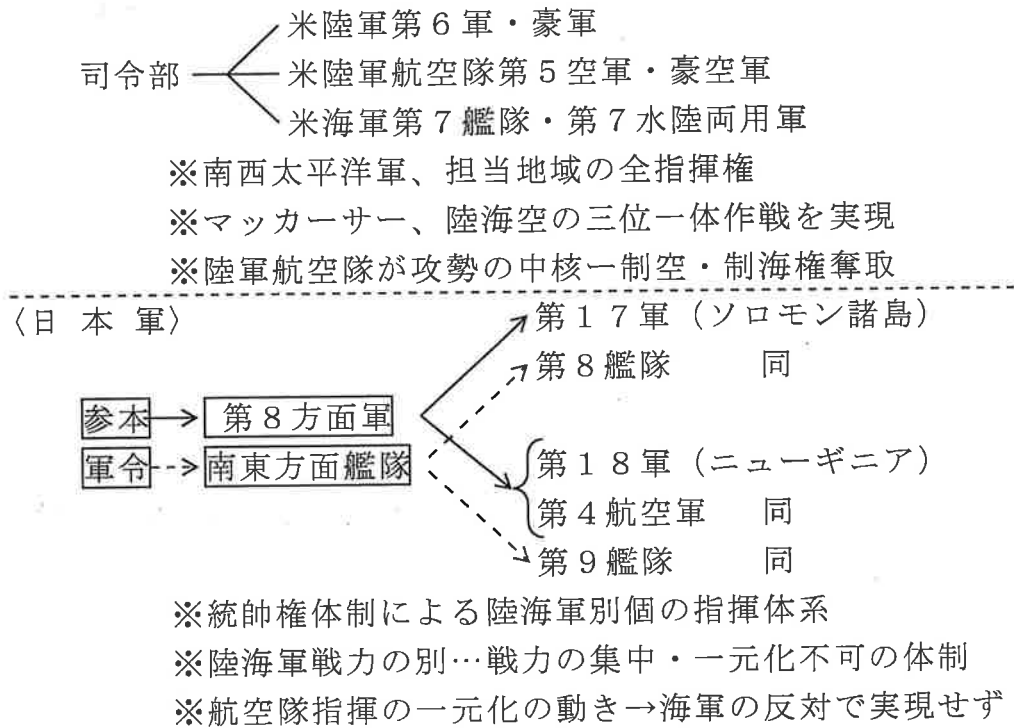 米陸軍第６軍・豪軍
司令部
米陸軍航空隊第５空軍・豪空軍
米海軍第７艦隊・第７水陸両用軍
※南西太平洋軍、担当地域の全指揮権
※マッカーサー、陸海空の三位一体作戦を実現
※陸軍航空隊が攻勢の中核ー制空・制海権奪取
〈日本軍〉
第１７軍（ソロモン諸島）
第８艦隊　同
参本
第８方面軍
軍令
南東方面艦隊
第１８軍（ニューギニア）
第４航空軍　同
第９艦隊　同
※統帥権体制による陸海軍別個の指揮体系
※陸海軍戦力の別…戦力の集中・一元化不可の体制
※航空隊指揮の一元化の動き→海軍の反対で実現せず